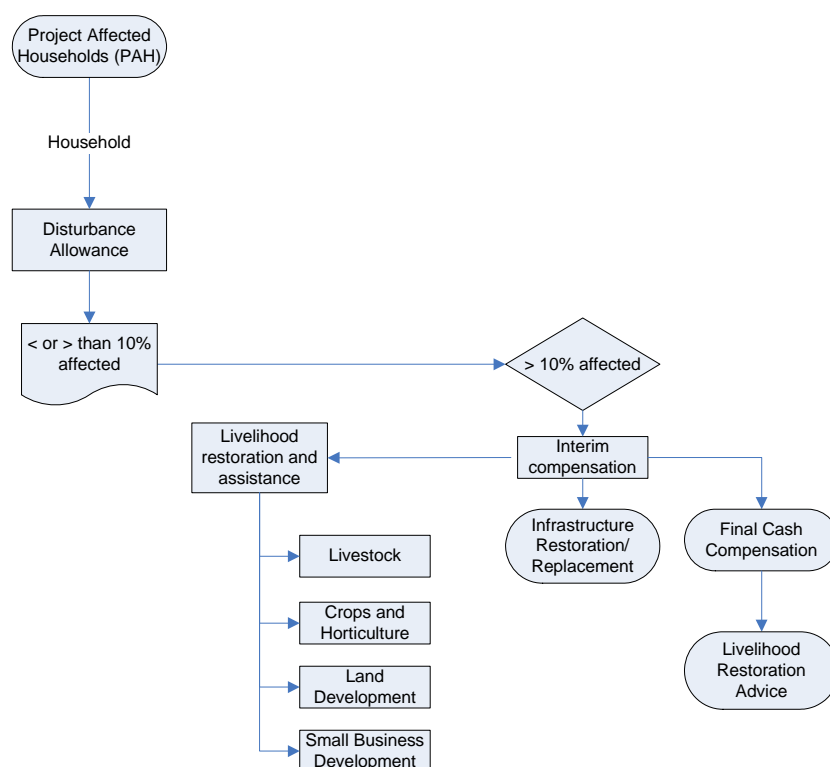 Project Affected
Households (PAH)
Household
Disturbance
Allowance
< or > than 10%
affected
> 10% affected
Livelihood
restoration and
assistance
Interim
compensation
Infrastructure
Restoration/
Replacement
Final Cash
Compensation
Livestock
Crops and
Horticulture
Livelihood
Restoration
Advice
Land
Development
Small Business
Development